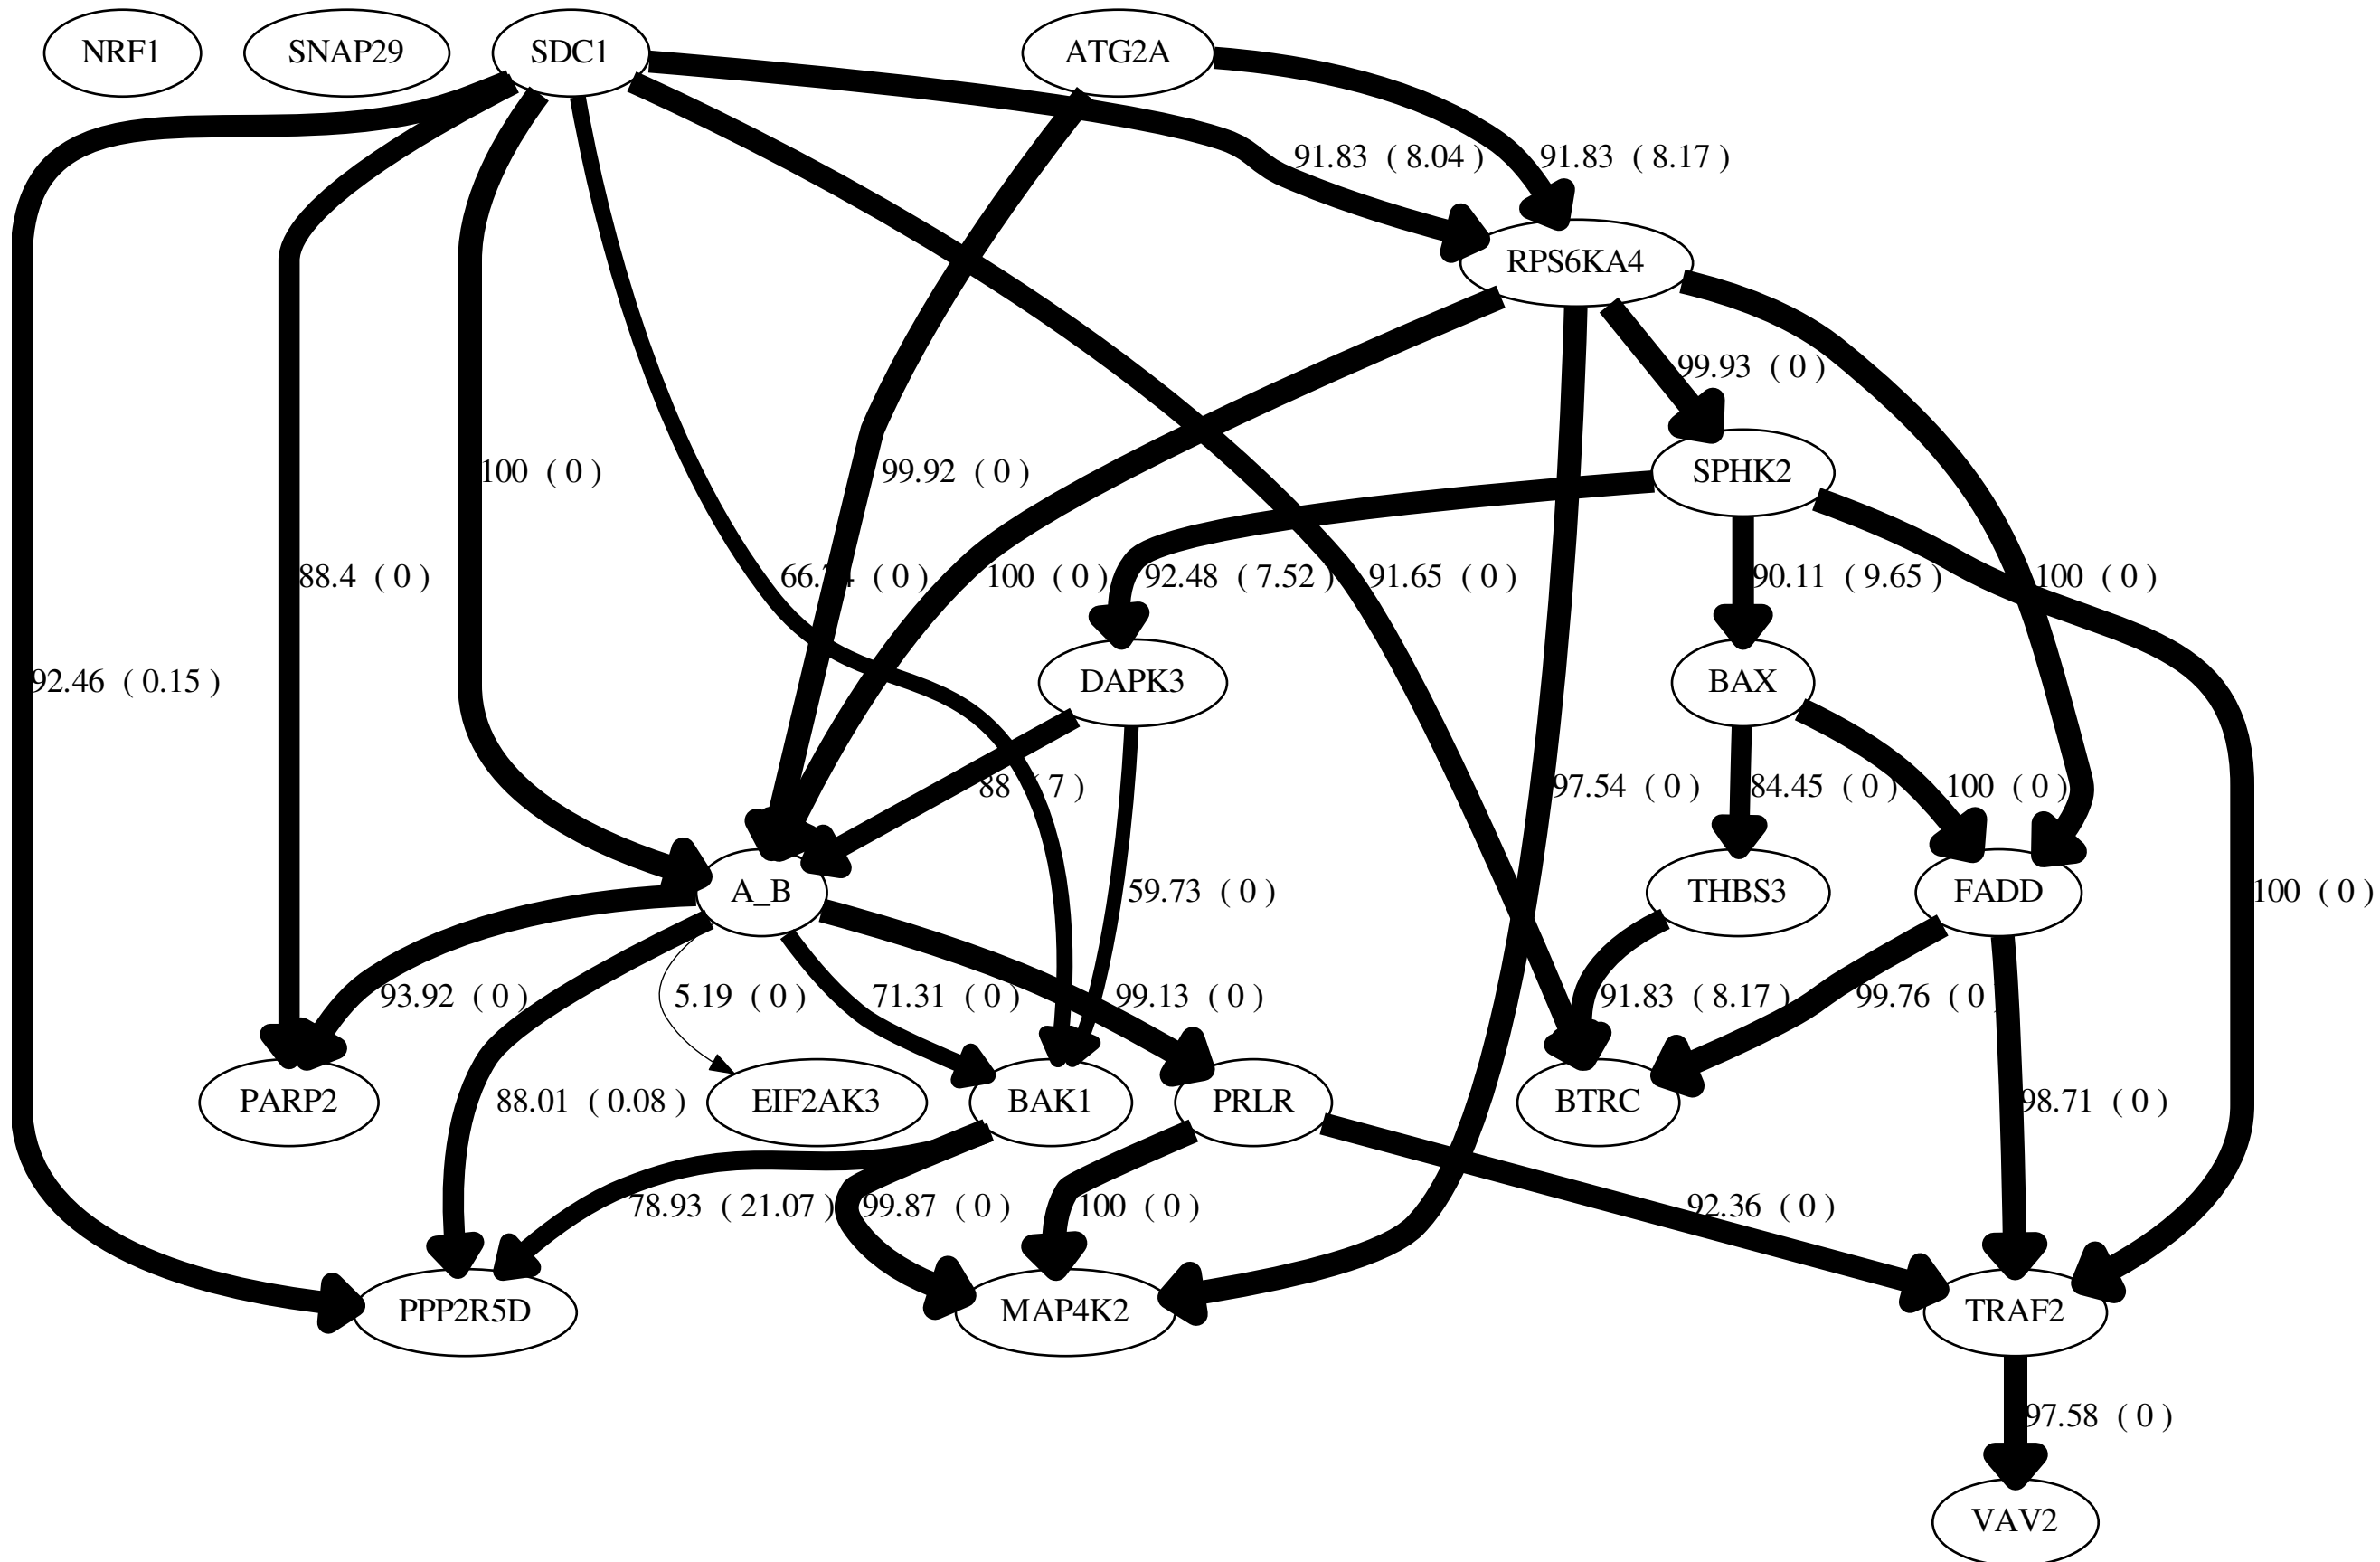 NRF1 SNAP29 SDC1 ATG2A
91.83 ( 8.04 ) 91.83 ( 8.17 )
RPS6KA4
99.93 ( 0 )
100 ( 0 ) 99.92 ( 0 ) SPHK2
88.4 ( 0 ) ( 0 ) 100 ( 0 ) 92.48 ( 7.52 ) 91.65 ( 0 ) 90.11 ( 9.65 ) 100 ( 0 )
92.46 ( 0.15 ) DAPK3 BAX
88 7 ) 97.54 ( 0 ) 84.45 ( 0 ) 100 ( 0 )
A_B 59.73 ( 0 ) THBS3 FADD 100 ( 0 )
93.92 ( 0 ) 5.19 ( 0 ) 71.31 ( 0 ) 99.13 ( 0 ) 91.83 ( 8.17 ) 99.76 ( 0
PARP2 88.01 ( 0.08 ) EIF2AK3 BAK1 PRLR BTRC 98.71 ( 0 )
78.93 ( 21.07 ) 99.87 ( 0 ) 100 ( 0 ) 92.36 ( 0 )
PPP2R5D MAP4K2 TRAF2
97.58 ( 0 )
VAV2